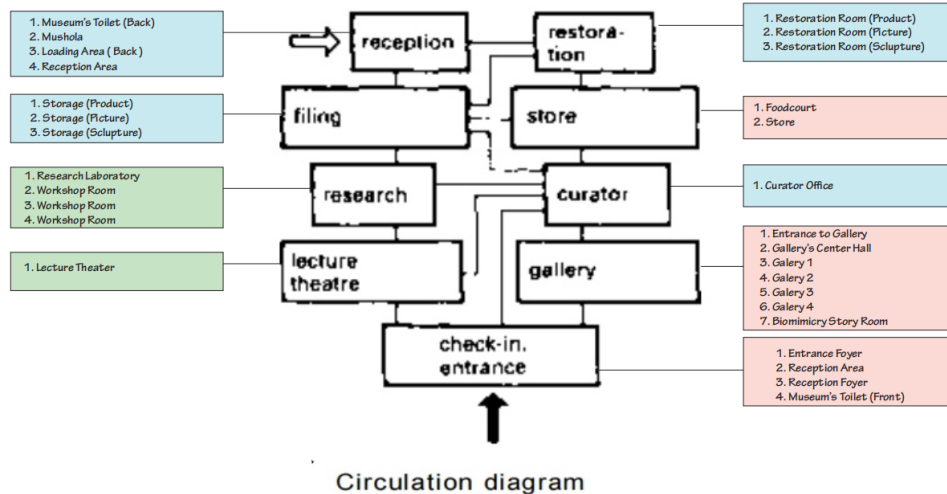 1. Museum's Toilet (Back)
2. Mushola
3. Loading Area ( Back )
4. Reception Area
reception
restora-
tion
1. Restoration Room (Product)
2. Restoration Room (Picture)
3. Restoration Room (Sclupture)
1. Storage (Product)
2. Storage (Picture)
3. Storage (Sclupture)
filing
store
1. Foodcourt
2. Store
1. Research Laboratory
2. Workshop Room
3. Workshop Room
4. Workshop Room
research
curator
1. Curator Office
1. Lecture Theater
lecture
theatre
gallery
1. Entrance to Gallery
2. Gallery's Center Hall
3. Galery 1
4. Galery 2
5. Galery 3
6. Galery 4
7. Biomimicry Story Room
check-in,
entrance
1. Entrance Foyer
2. Reception Area
3. Reception Foyer
4. Museum's Toilet (Front)
Circulation diagram